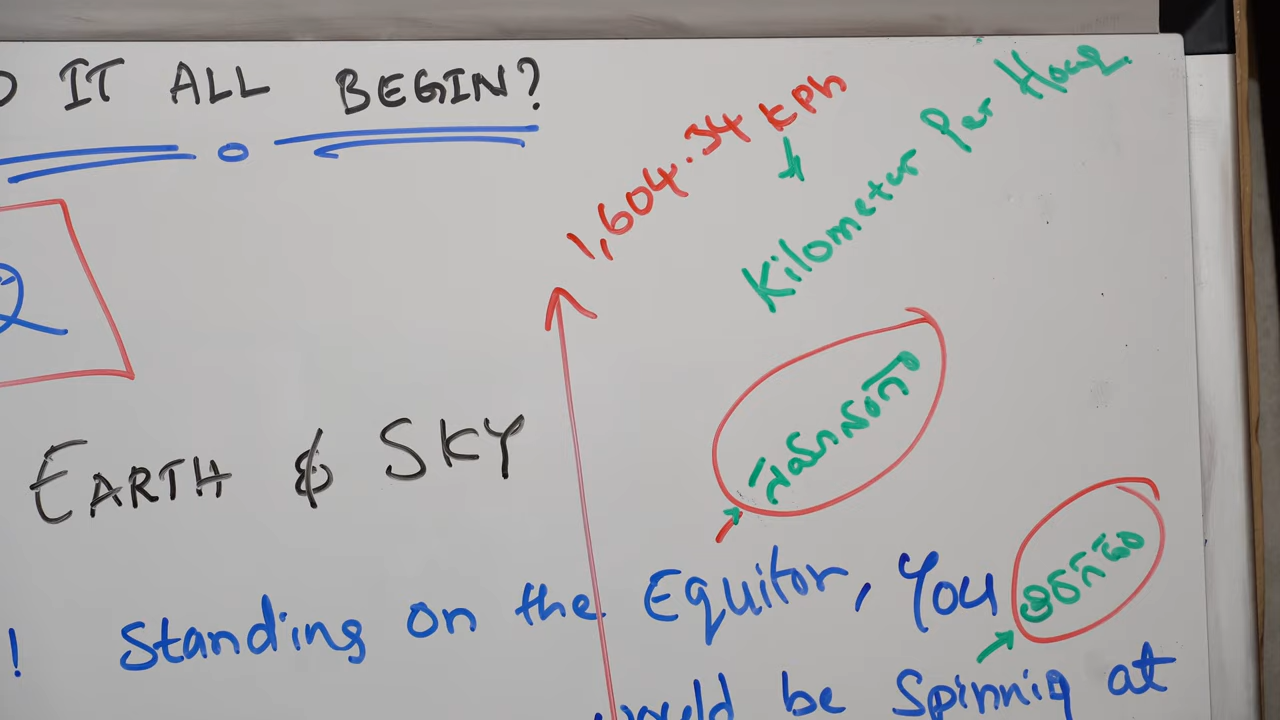 IT ALL BEGIN?
1,604.34 kph
Kilometer Per Hour
EARTH & SKY
! Standing on the Equitor, You
would be Spinning at